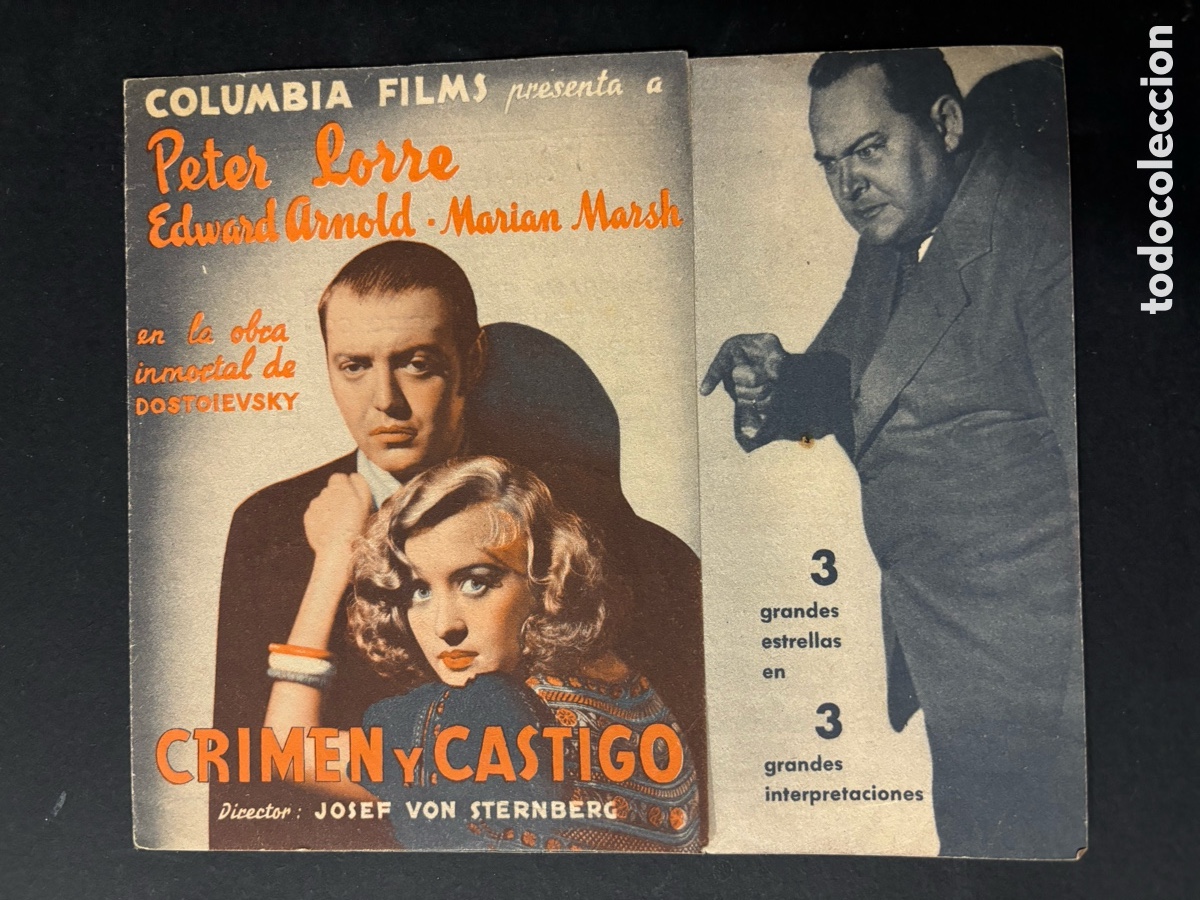 COLUMBIA FILMS presenta a
Peter Lorre
Edward Arnold · Marian Marsh
en la obra
inmortal de
DOSTOIEVSKY
CRIMEN Y CASTIGO
Director: JOSEF VON STERNBERG
3
grandes
estrellas
en
3
grandes
interpretaciones
todocoleccion